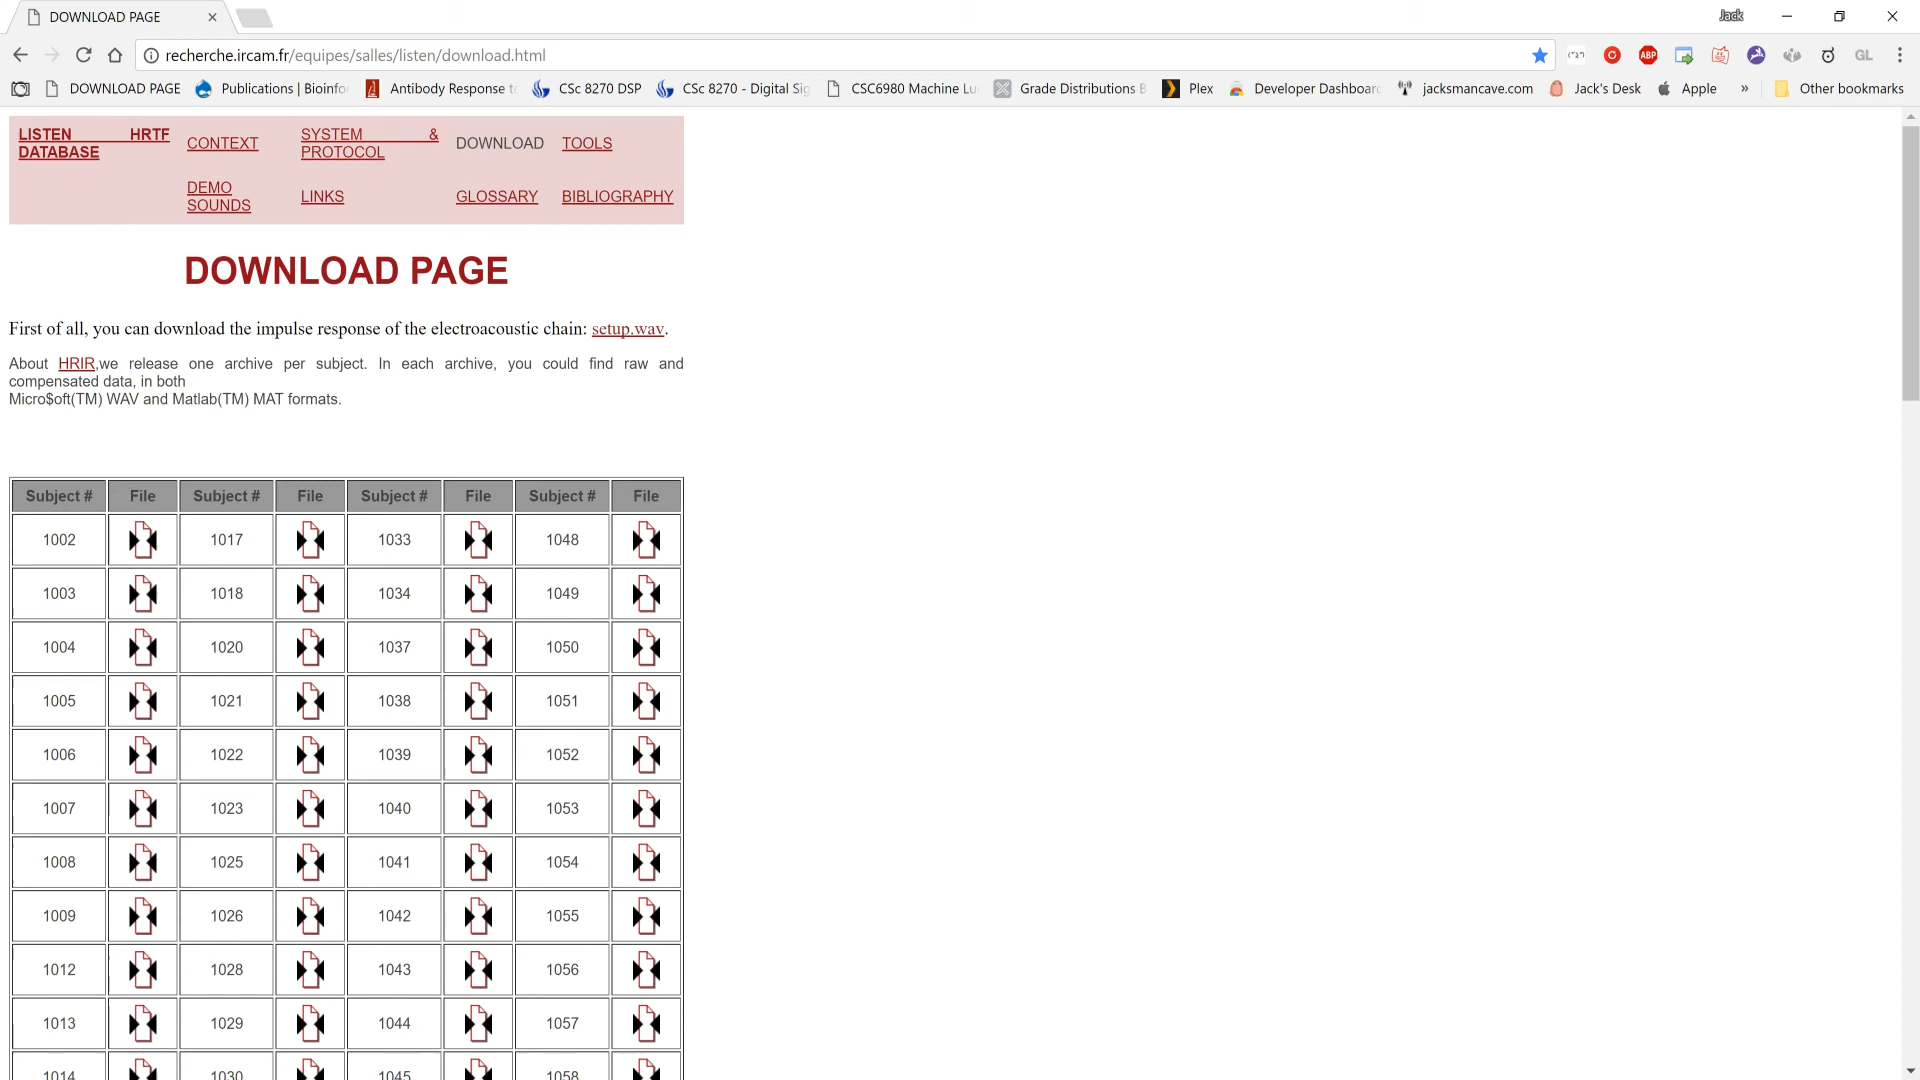 DOWNLOAD PAGE
Jack
recherche.ircam.fr/equipes/salles/listen/download.html
ABP
GL
DOWNLOAD PAGE
Publications | Bioinfo
Antibody Response to
CSc 8270 DSP
CSc 8270 - Digital Sig
CSC6980 Machine Lu
Grade Distributions B
Plex
Developer Dashboard
jacksmancave.com
Jack's Desk
Apple
»
Other bookmarks
LISTEN HRTF
DATABASE
CONTEXT
SYSTEM &
PROTOCOL
DOWNLOAD
TOOLS
DEMO
SOUNDS
LINKS
GLOSSARY
BIBLIOGRAPHY
DOWNLOAD PAGE
First of all, you can download the impulse response of the electroacoustic chain: setup.wav.
About HRIR,we release one archive per subject. In each archive, you could find raw and
compensated data, in both
Micro$oft(TM) WAV and Matlab(TM) MAT formats.
Subject # File Subject # File Subject # File Subject # File
1002 1017 1033 1048
1003 1018 1034 1049
1004 1020 1037 1050
1005 1021 1038 1051
1006 1022 1039 1052
1007 1023 1040 1053
1008 1025 1041 1054
1009 1026 1042 1055
1012 1028 1043 1056
1013 1029 1044 1057
1014 1030 1045 1058